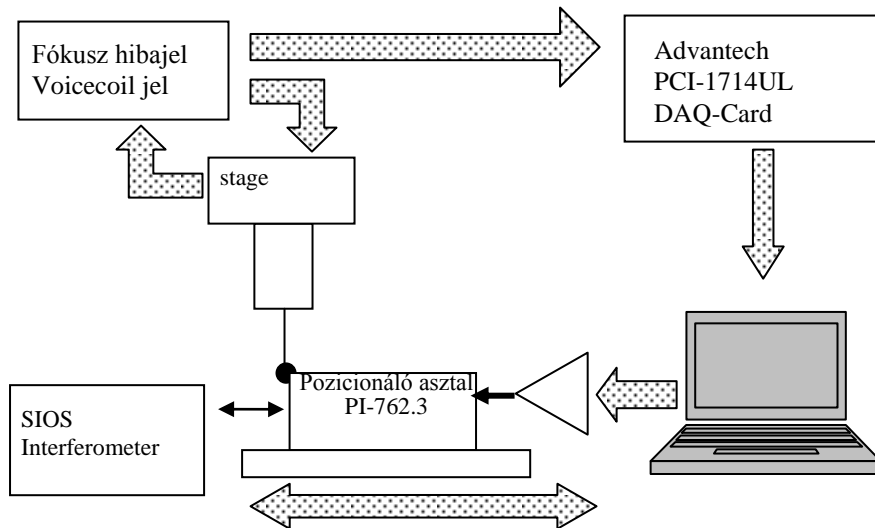 Fókusz hibajel
Voicecoil jel
Advantech
PCI-1714UL
DAQ-Card
stage
Pozicionáló asztal
PI-762.3
SIOS
Interferometer